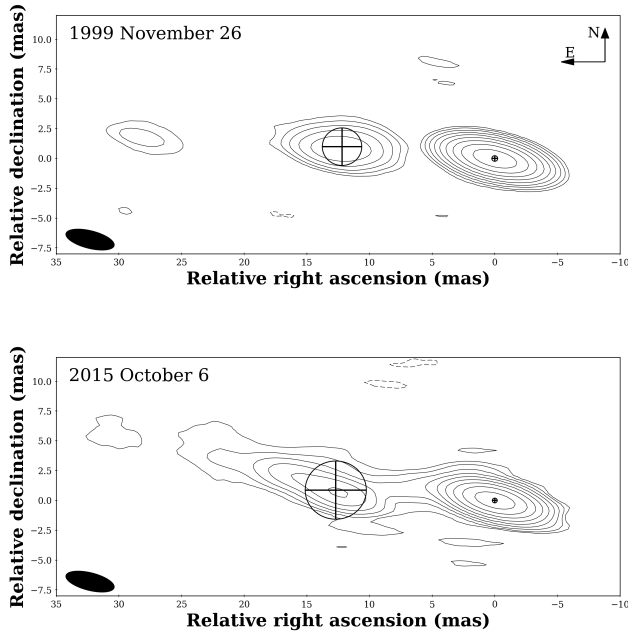 1999 November 26
N
E
Relative declination (mas)
10.0
7.5
5.0
2.5
0.0
−2.5
−5.0
−7.5
35 30 25 20 15 10 5 0 −5 −10
Relative right ascension (mas)
2015 October 6
Relative declination (mas)
10.0
7.5
5.0
2.5
0.0
−2.5
−5.0
−7.5
35 30 25 20 15 10 5 0 −5 −10
Relative right ascension (mas)